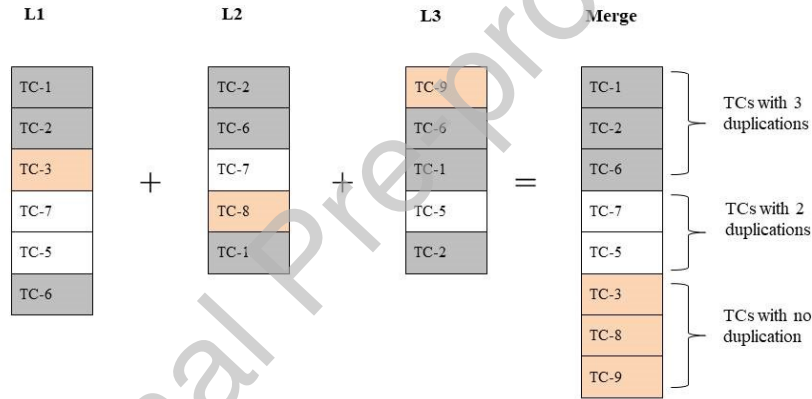 L1 L2 L3 Merge
TC-1 TC-2 TC-9 TC-1
TC-2 TC-6 TC-6 TC-2
TC-3 TC-7 TC-1 TC-6
TC-7 TC-8 TC-5 TC-7
TC-5 TC-1 TC-2 TC-5
TC-6 TC-3
TC-8
TC-9
+ + =
TCs with 3
duplications
TCs with 2
duplications
TCs with no
duplication
nal Pre-pro